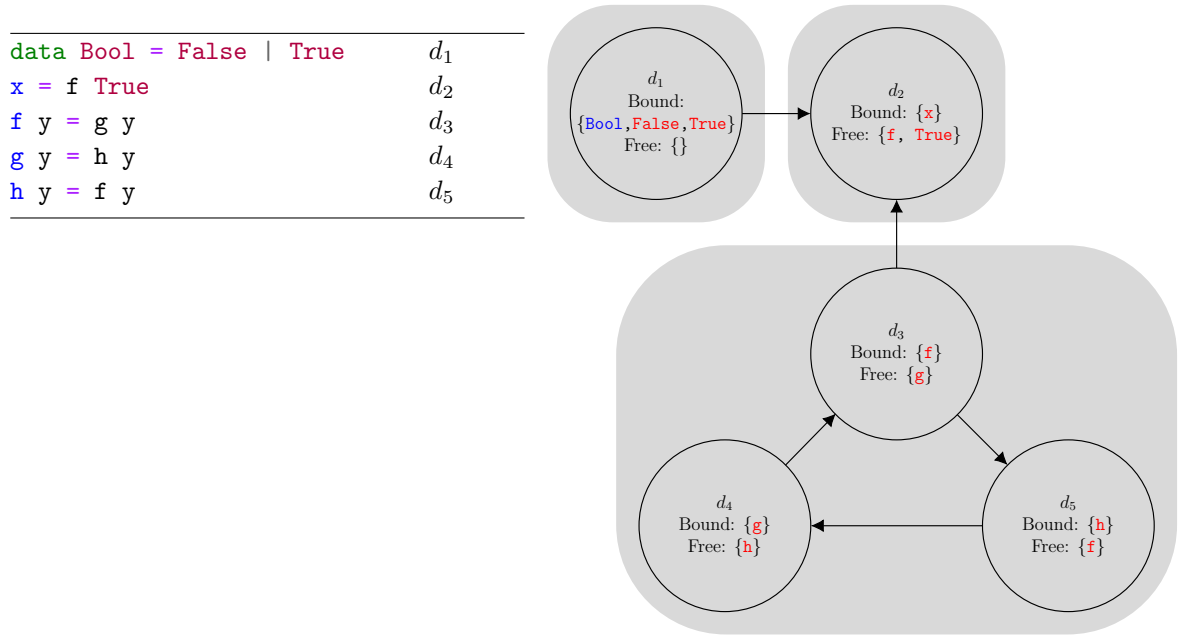 data Bool = False | True d₁
x = f True d₂
f y = g y d₃
g y = h y d₄
h y = f y d₅
d₁
Bound:
{Bool,False,True}
Free: {}
d₂
Bound: {x}
Free: {f, True}
d₃
Bound: {f}
Free: {g}
d₄
Bound: {g}
Free: {h}
d₅
Bound: {h}
Free: {f}